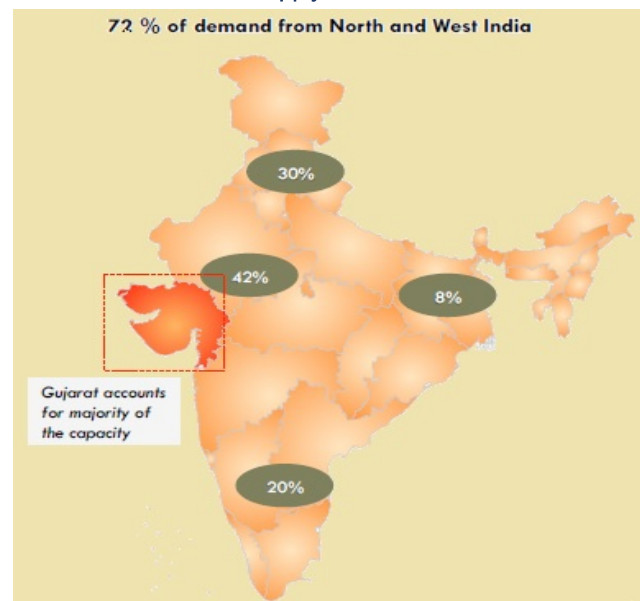 72 % of demand from North and West India
30%
42%
8%
Gujarat accounts
for majority of
the capacity
20%